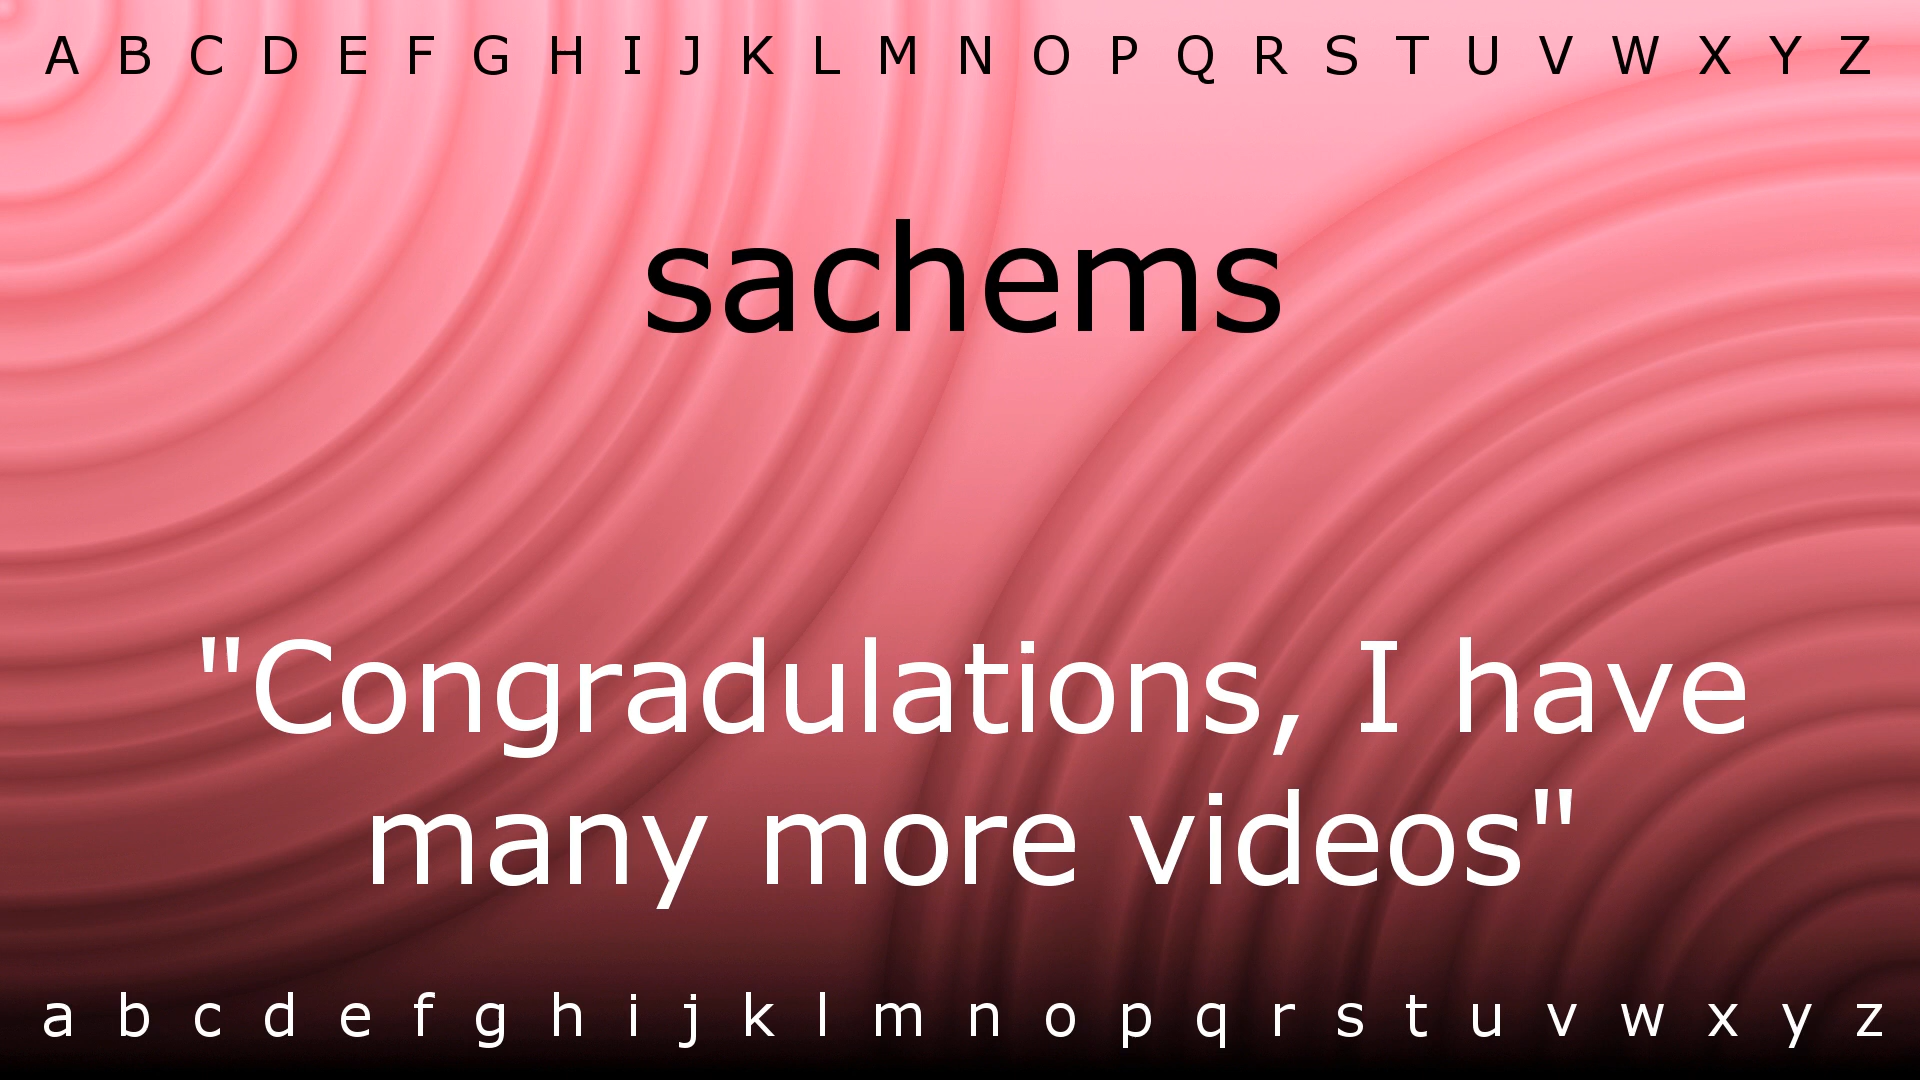 A B C D E F G H I J K L M N O P Q R S T U V W X Y Z
sachems
"Congradulations, I have
many more videos"
a b c d e f g h i j k l m n o p q r s t u v w x y z